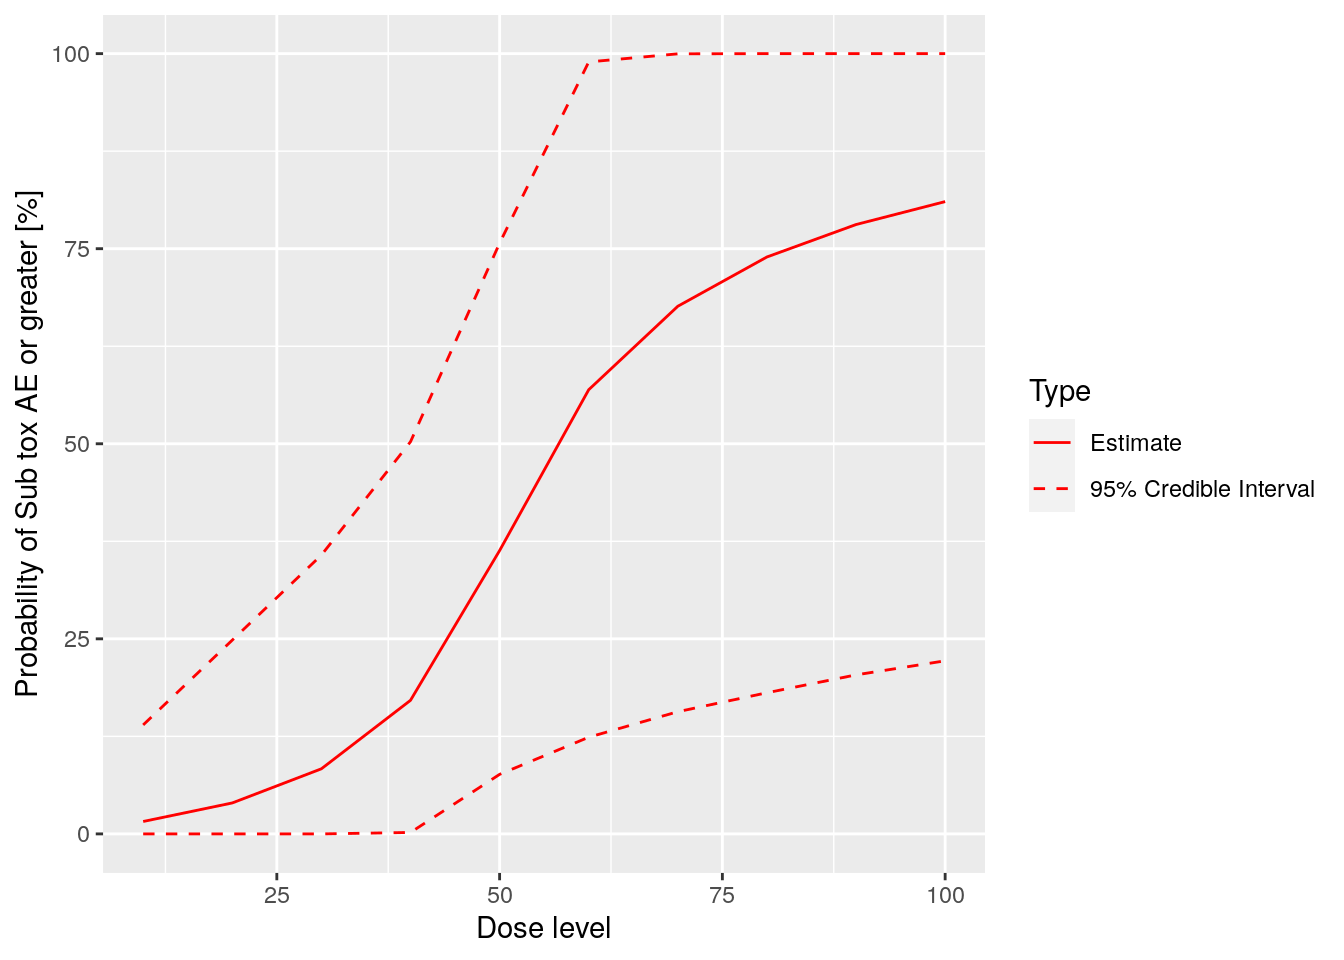 Probability of Sub tox AE or greater [%]
100
75
50
25
0
25
50
75
100
Dose level
Type
Estimate
95% Credible Interval